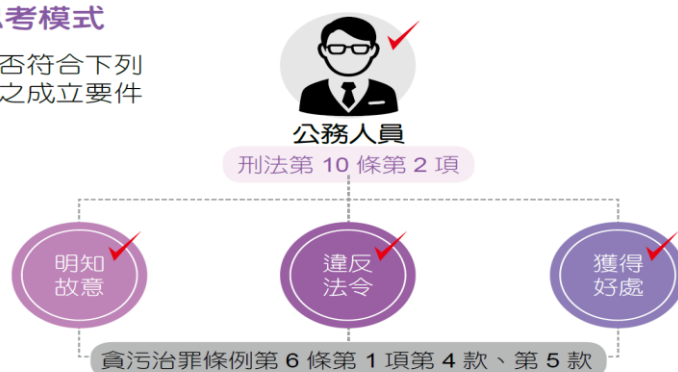 考模式
否符合下列
之成立要件
公務人員
刑法第 10 條第 2 項
明知
故意
違反
法令
獲得
好處
貪污治罪條例第 6 條第 1 項第 4 款、第 5 款